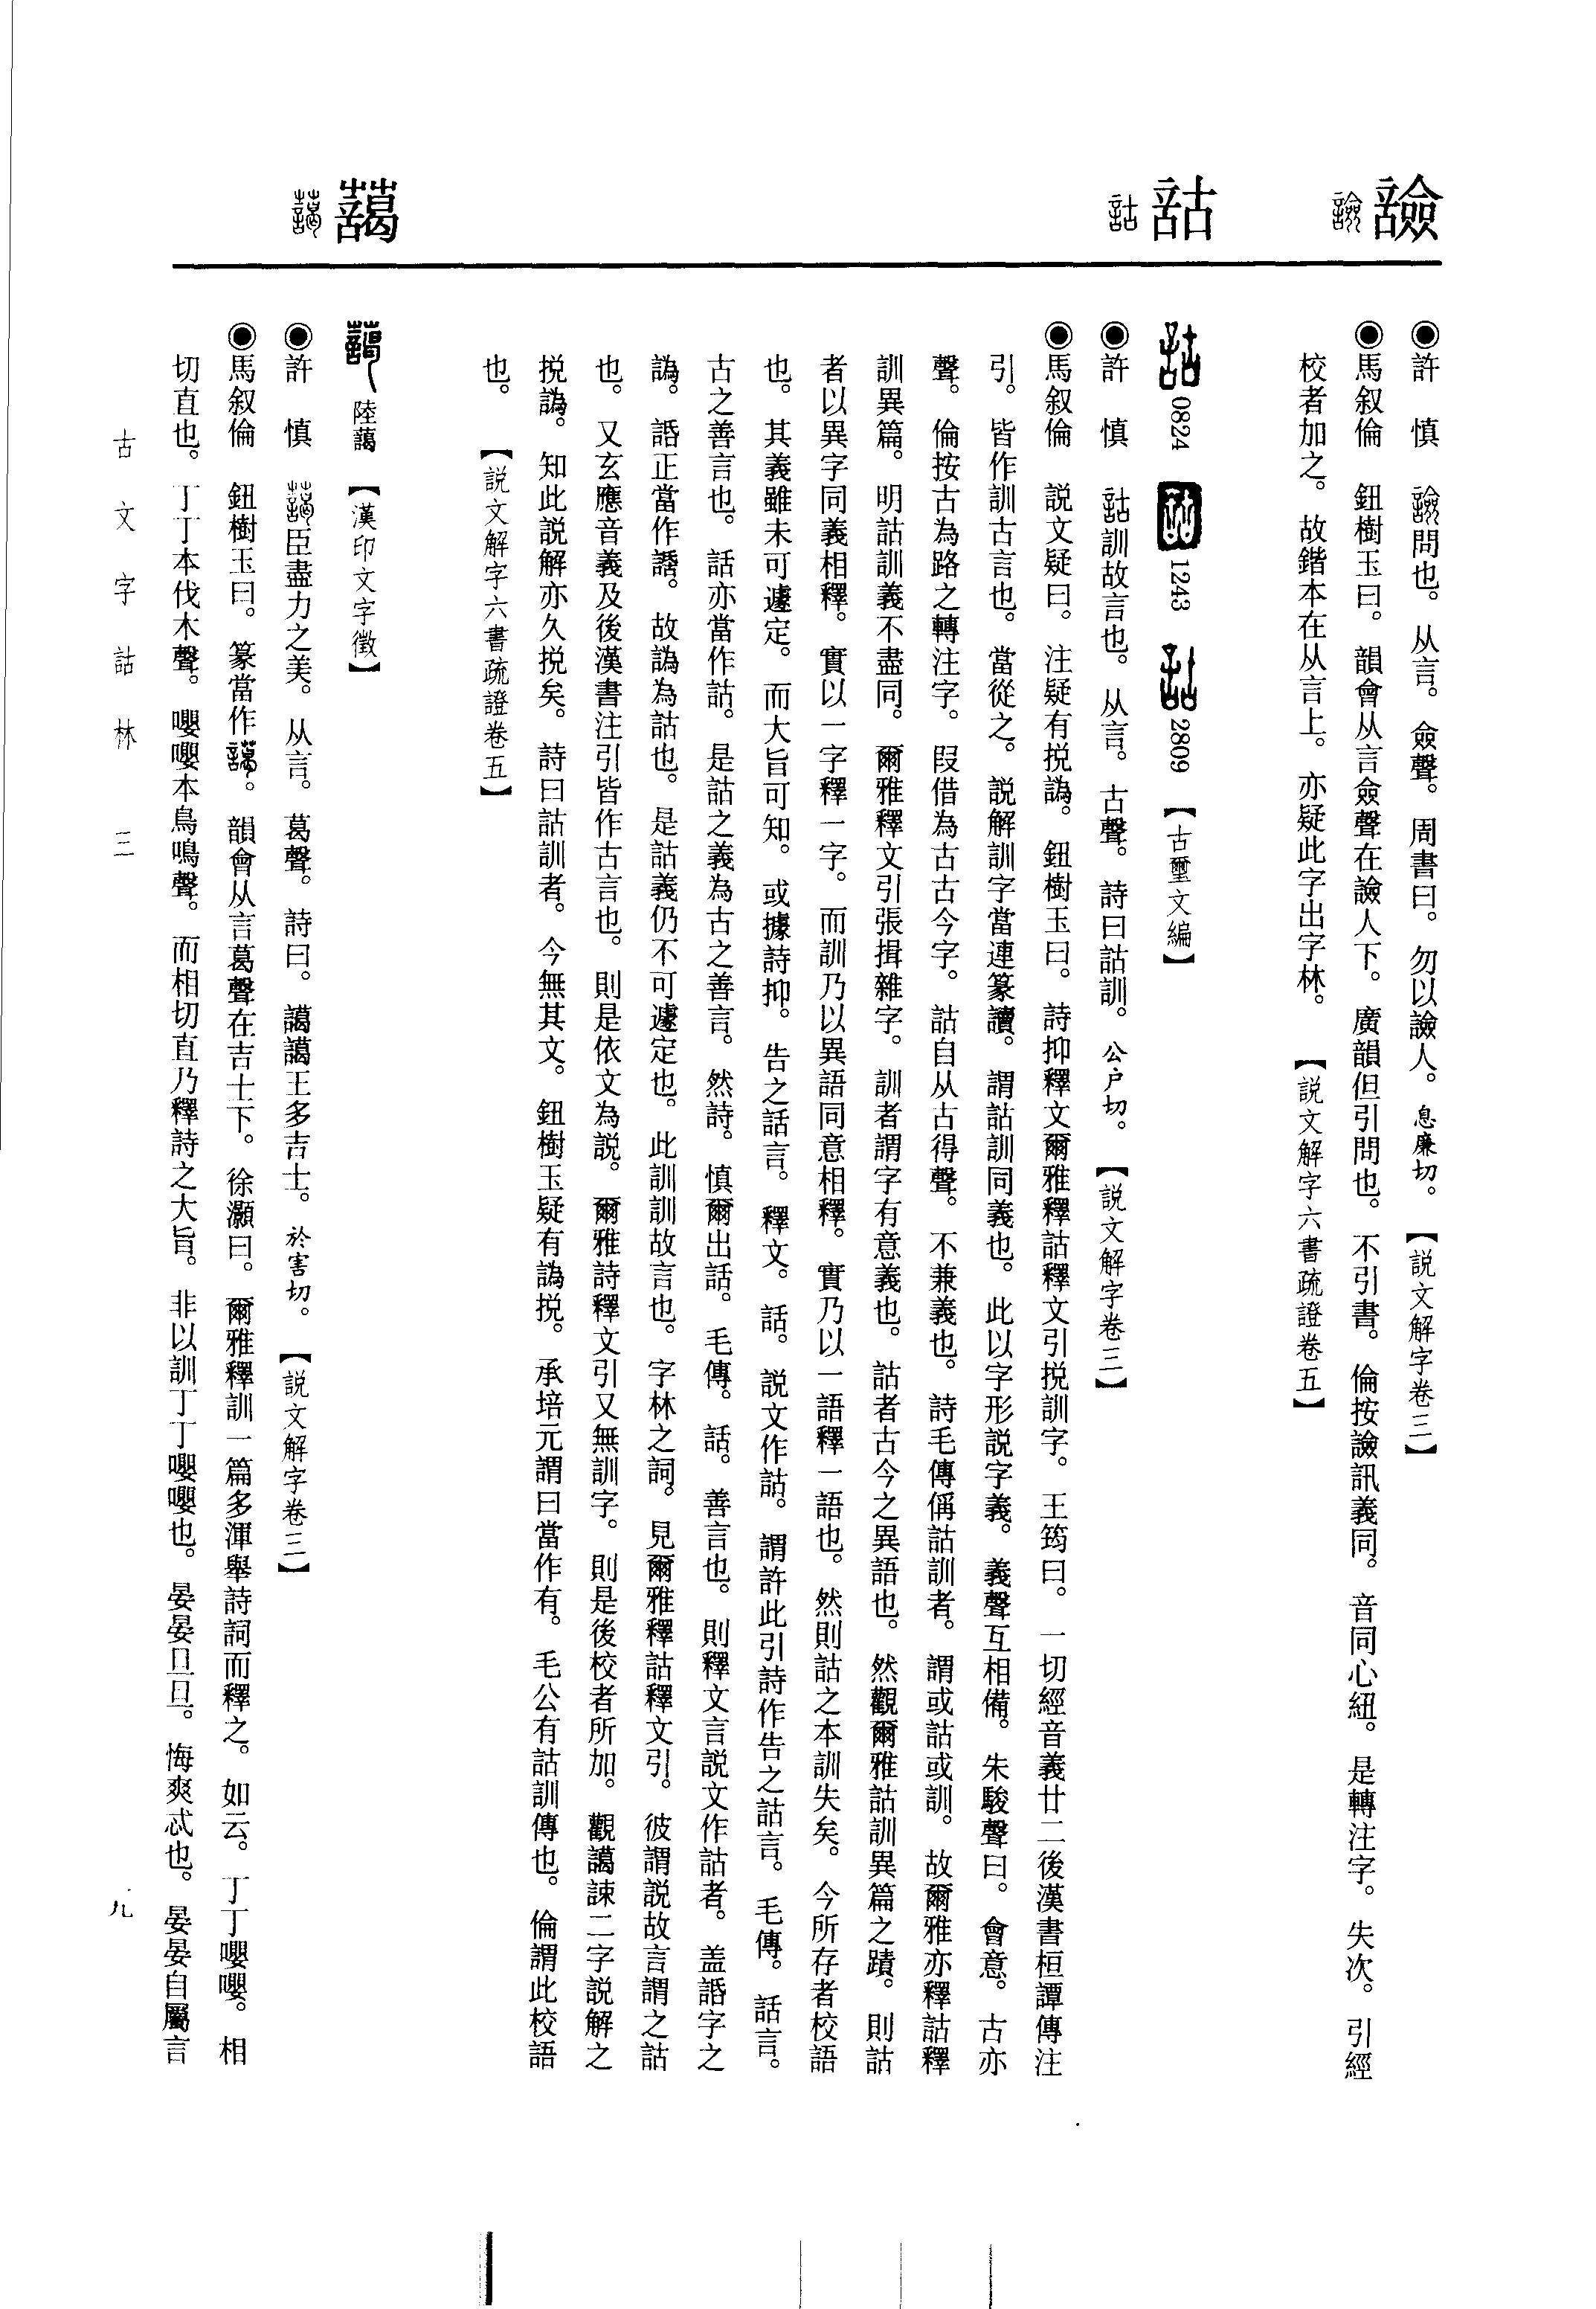 譣
詁
藹
◉許　慎　譣問也。从言。僉聲。周書曰。勿以譣人。息廉切。【説文解字卷三】
◉馬叙倫　鈕樹玉曰。韻會从言僉聲在譣人下。廣韻但引問也。不引書。倫按譣訊義同。音同心紐。是轉注字。失次。引經
校者加之。故鍇本在从言上。亦疑此字出字林。【説文解字六書疏證卷五】
0824 1243 2809【古璽文編】
◉許　慎　詁訓故言也。从言。古聲。詩曰詁訓。公户切。【説文解字卷三】
◉馬叙倫　説文疑曰。注疑有挩譌。鈕樹玉曰。詩抑釋文爾雅釋詁釋文引挩訓字。王筠曰。一切經音義廿二後漢書桓譚傳注
引。皆作訓古言也。當從之。説解訓字當連篆讀。謂詁訓同義也。此以字形説字義。義聲互相備。朱駿聲曰。會意。古亦
聲。倫按古為路之轉注字。叚借為古古今字。詁自从古得聲。不兼義也。詩毛傳偁詁訓者。謂或詁或訓。故爾雅亦釋詁釋
訓異篇。明詁訓訓義不盡同。爾雅釋文引張揖雜字。訓者謂字有意義也。詁者古今之異語也。然觀爾雅詁訓異篇之蹟。則詁
者以異字同義相釋。實以一字釋一字。而訓乃以異語同意相釋。實乃以一語釋一語也。然則詁之本訓失矣。今所存者校語
也。其義雖未可遽定。而大旨可知。或據詩抑。告之話言。釋文。話。説文作詁。謂許此引詩作告之詁言。毛傳。話言。
古之善言也。話亦當作詁。是詁之義為古之善言。然詩。慎爾出話。毛傳。話。善言也。則釋文言説文作詁者。盖䛡字之
譌。䛡正當作譮。故譌為詁也。是詁義仍不可遽定也。此訓訓故言也。字林之詞。見爾雅釋詁釋文引。彼謂説故言謂之詁
也。又玄應音義及後漢書注引皆作古言也。則是依文為説。爾雅詩釋文引又無訓字。則是後校者所加。觀藹諫二字説解之
挩譌。知此説解亦久挩矣。詩曰詁訓者。今無其文。鈕樹玉疑有譌挩。承培元謂曰當作有。毛公有詁訓傳也。倫謂此校語
也。【説文解字六書疏證卷五】
陸藹【漢印文字徵】
◉許　慎　藹臣盡力之美。从言。葛聲。詩曰。藹藹王多吉士。於害切。【説文解字卷三】
◉馬叙倫　鈕樹玉曰。篆當作藹。韻會从言葛聲在吉士下。徐灝曰。爾雅釋訓一篇多渾舉詩詞而釋之。如云。丁丁嚶嚶。相
切直也。丁丁本伐木聲。嚶嚶本鳥鳴聲。而相切直乃釋詩之大旨。非以訓丁丁嚶嚶也。晏晏旦旦。悔爽忒也。晏晏自屬言
古文字詁林　三
九